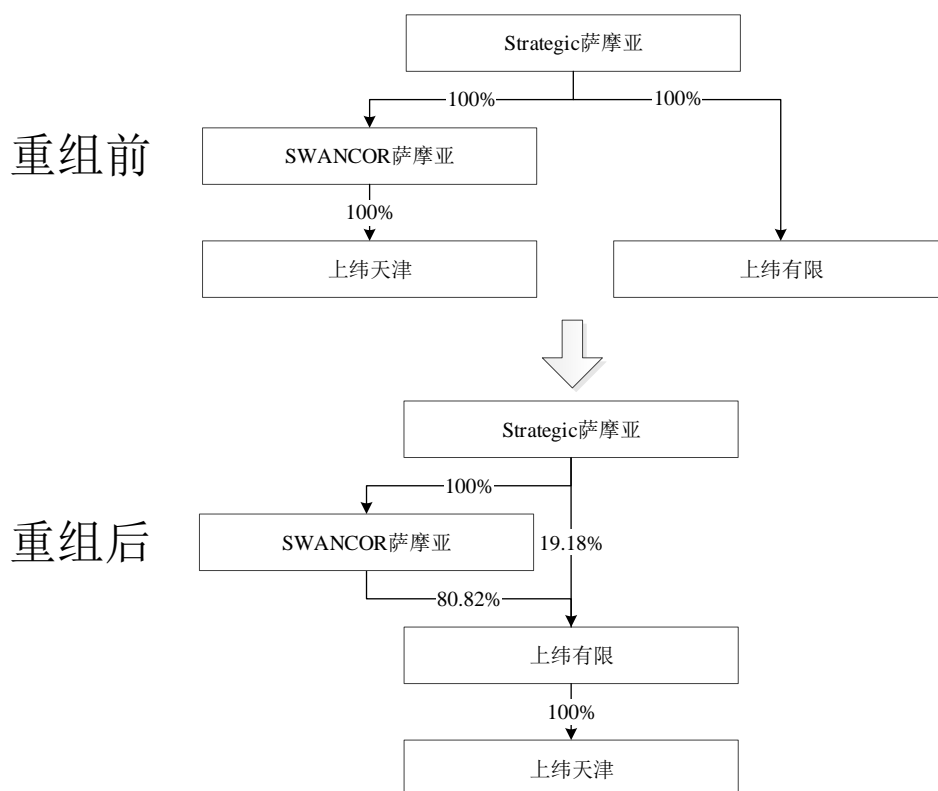 Strategic萨摩亚
100%
100%
重组前
SWANCOR萨摩亚
100%
上纬天津
上纬有限
Strategic萨摩亚
100%
重组后
SWANCOR萨摩亚
19.18%
80.82%
上纬有限
100%
上纬天津